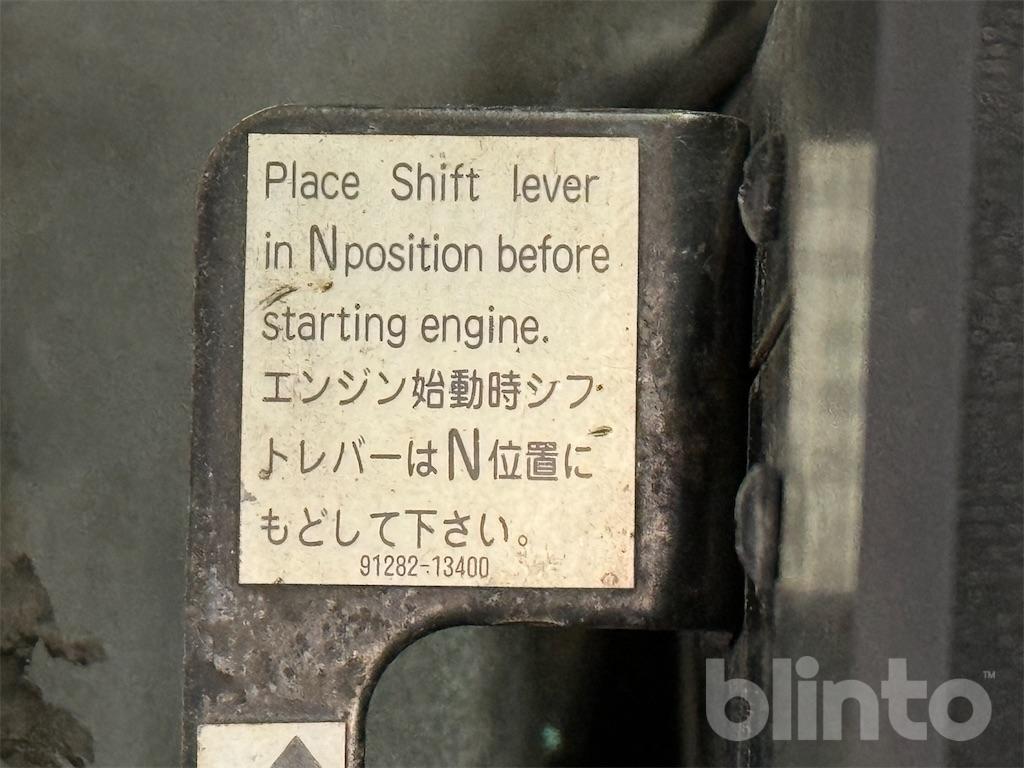 Place Shift lever
in N position before
starting engine.
エンジン始動時シフ
トレバーはN位置に
もどして下さい。
91282-13400
blinto™